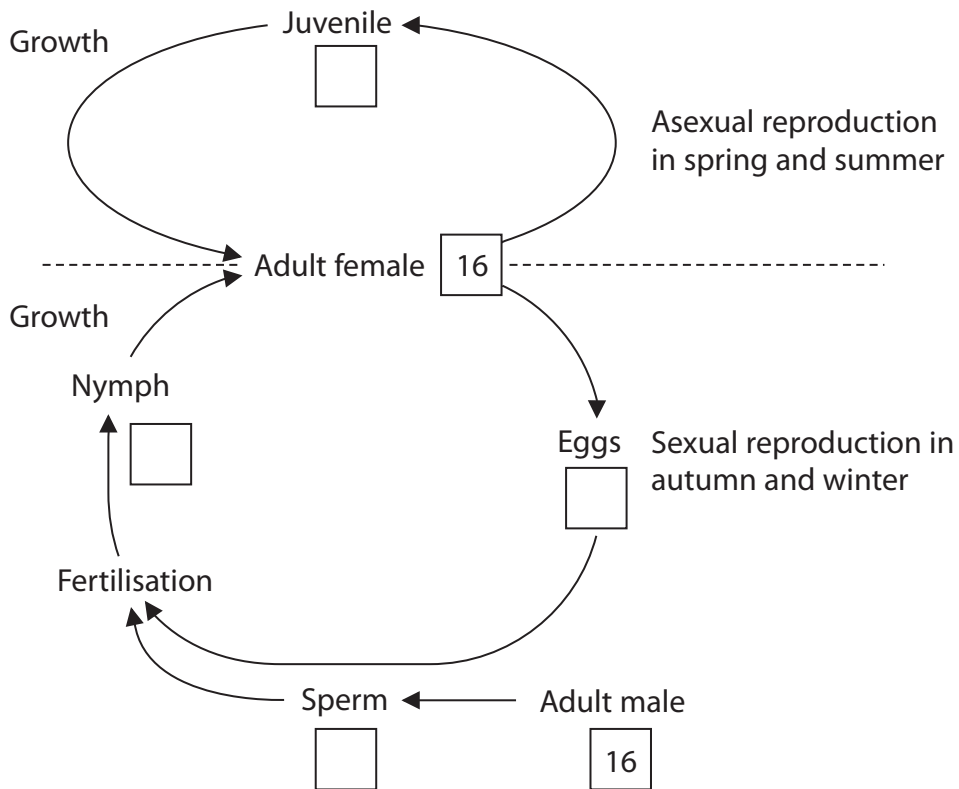 Juvenile
Growth
Asexual reproduction
in spring and summer
Adult female
16
Growth
Nymph
Eggs
Sexual reproduction in
autumn and winter
Fertilisation
Sperm
Adult male
16